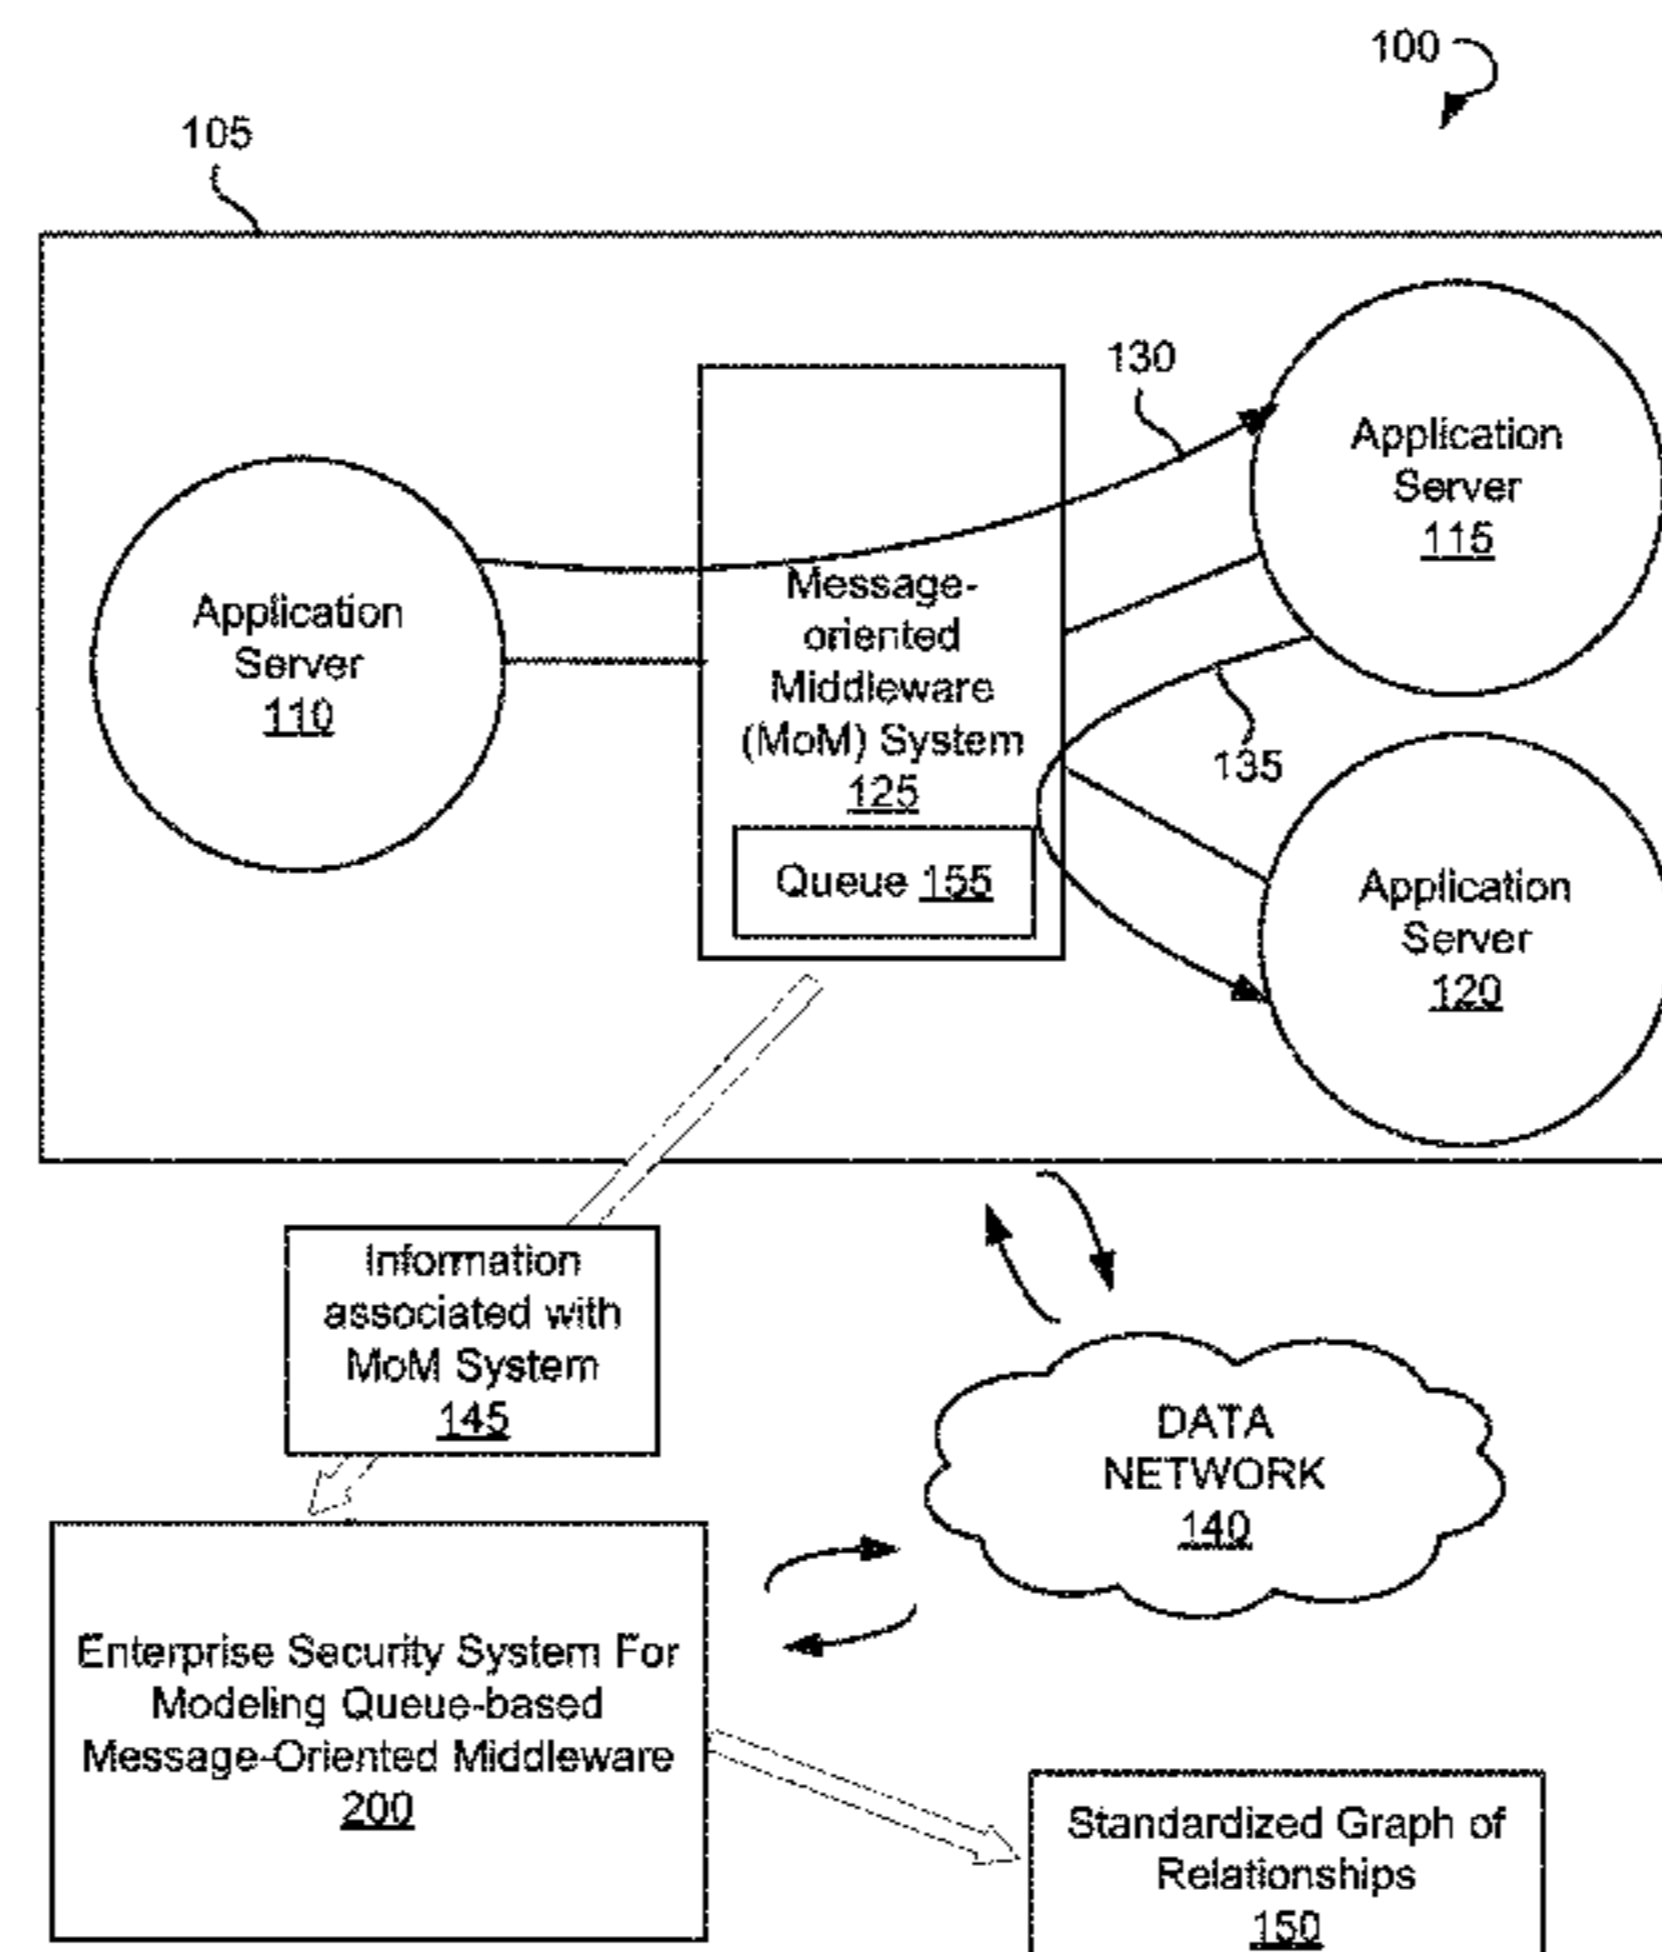 100
105
130
Application
Server
115
Application
Server
110
Message-
oriented
Middleware
(MoM) System
125
135
Queue 155
Application
Server
120
Information
associated with
MoM System
145
DATA
NETWORK
140
Enterprise Security System For
Modeling Queue-based
Message-Oriented Middleware
200
Standardized Graph of
Relationships
150